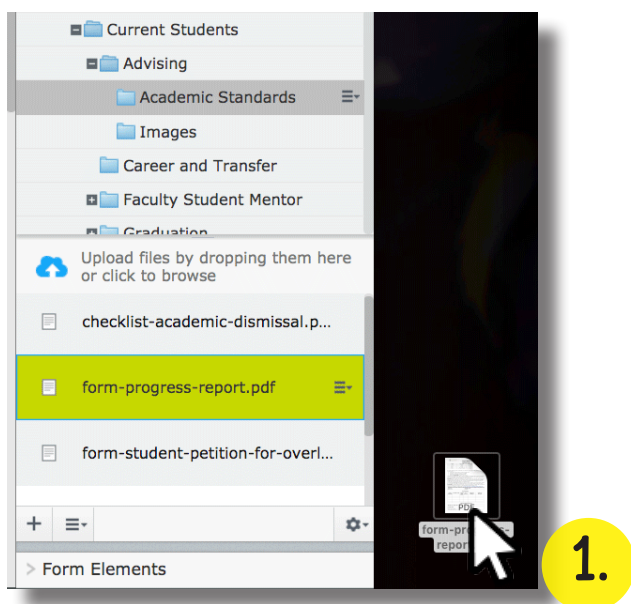 Current Students
Advising
Academic Standards
Images
Career and Transfer
Faculty Student Mentor
Graduation
Upload files by dropping them here
or click to browse
checklist-academic-dismissal.p...
form-progress-report.pdf
form-student-petition-for-overl...
PDF
Form Elements
1.